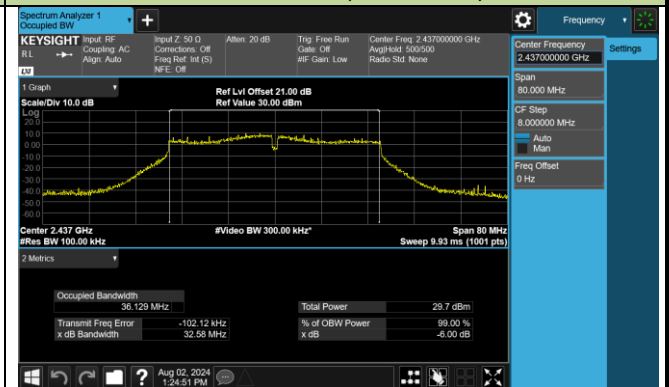 Spectrum Analyzer 1
Occupied BW
Frequency
KEYSIGHT
R L
Input: RF
Coupling: AC
Align: Auto
Input Z: 50 Ω
Corrections: Off
Freq Ref: Int (S)
NFE: Off
Atten: 20 dB
Trig: Free Run
Gate: Off
#IF Gain: Low
Center Freq: 2.437000000 GHz
Avg|Hold: 500/500
Radio Std: None
Center Frequency
2.437000000 GHz
Settings
Span
80.000 MHz
CF Step
8.000000 MHz
Auto
Man
Freq Offset
0 Hz
1 Graph
Scale/Div 10.0 dB
Ref Lvl Offset 21.00 dB
Ref Value 30.00 dBm
Log
20.0
10.0
0.00
-10.0
-20.0
-30.0
-40.0
-50.0
-60.0
Center 2.437 GHz
#Res BW 100.00 kHz
#Video BW 300.00 kHz*
Span 80 MHz
Sweep 9.93 ms (1001 pts)
2 Metrics
Occupied Bandwidth
36.129 MHz
Total Power 29.7 dBm
Transmit Freq Error -102.12 kHz
% of OBW Power 99.00 %
x dB Bandwidth 32.58 MHz
x dB -6.00 dB
?
Aug 02, 2024
1:24:51 PM